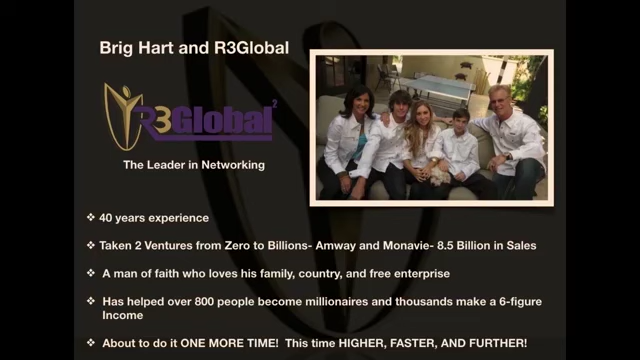 Brig Hart and R3Global
R3Global2
The Leader in Networking
❖ 40 years experience
❖ Taken 2 Ventures from Zero to Billions- Amway and Monavie- 8.5 Billion in Sales
❖ A man of faith who loves his family, country, and free enterprise
❖ Has helped over 800 people become millionaires and thousands make a 6-figure
Income
❖ About to do it ONE MORE TIME! This time HIGHER, FASTER, AND FURTHER!